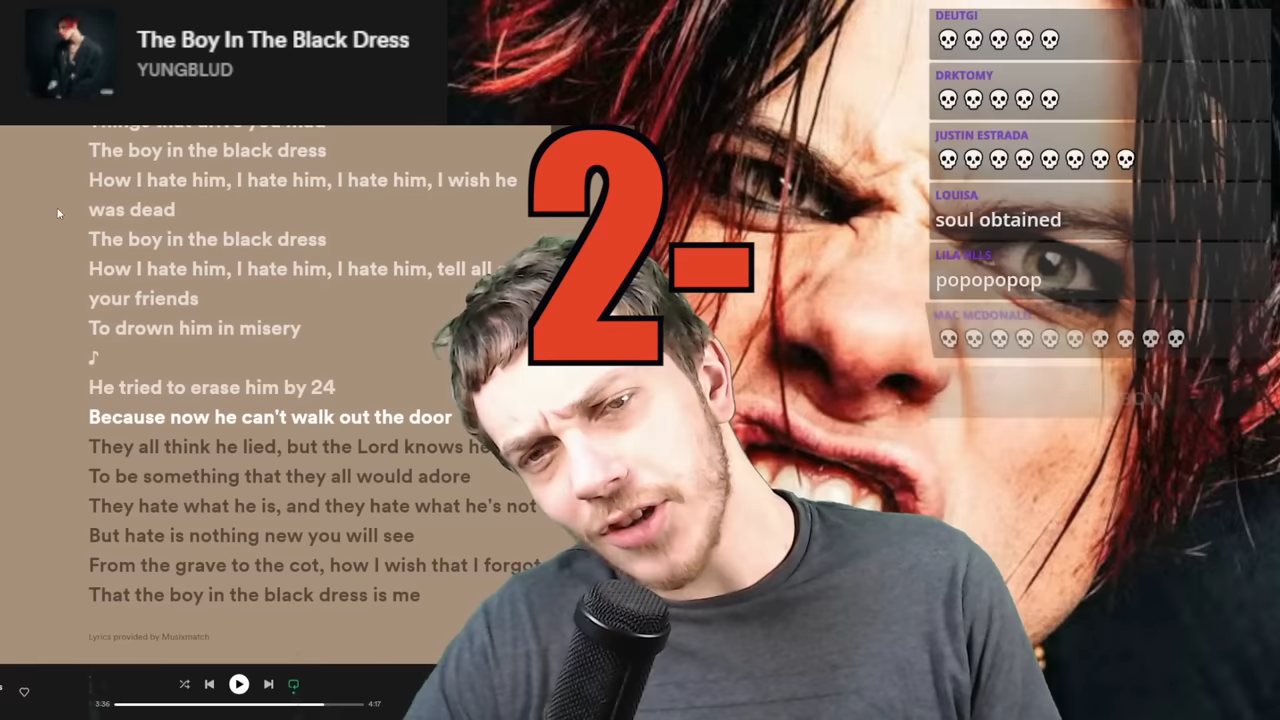 The Boy In The Black Dress
YUNGBLUD
Things that drive you mad
The boy in the black dress
How I hate him, I hate him, I hate him, I wish he
was dead
The boy in the black dress
How I hate him, I hate him, I hate him, tell all
your friends
To drown him in misery
♪
He tried to erase him by 24
Because now he can't walk out the door
They all think he lied, but the Lord knows he
To be something that they all would adore
They hate what he is, and they hate what he's not
But hate is nothing new you will see
From the grave to the cot, how I wish that I forgot
That the boy in the black dress is me
Lyrics provided by Musixmatch
3:36
4:17
2-
DEUTGI
💀 💀 💀 💀 💀
DRKTOMY
💀 💀 💀 💀 💀
JUSTIN ESTRADA
💀 💀 💀 💀 💀 💀 💀 💀
LOUISA
soul obtained
popopopop
MAC MCDONALD
💀 💀 💀 💀 💀 💀 💀 💀 💀 💀